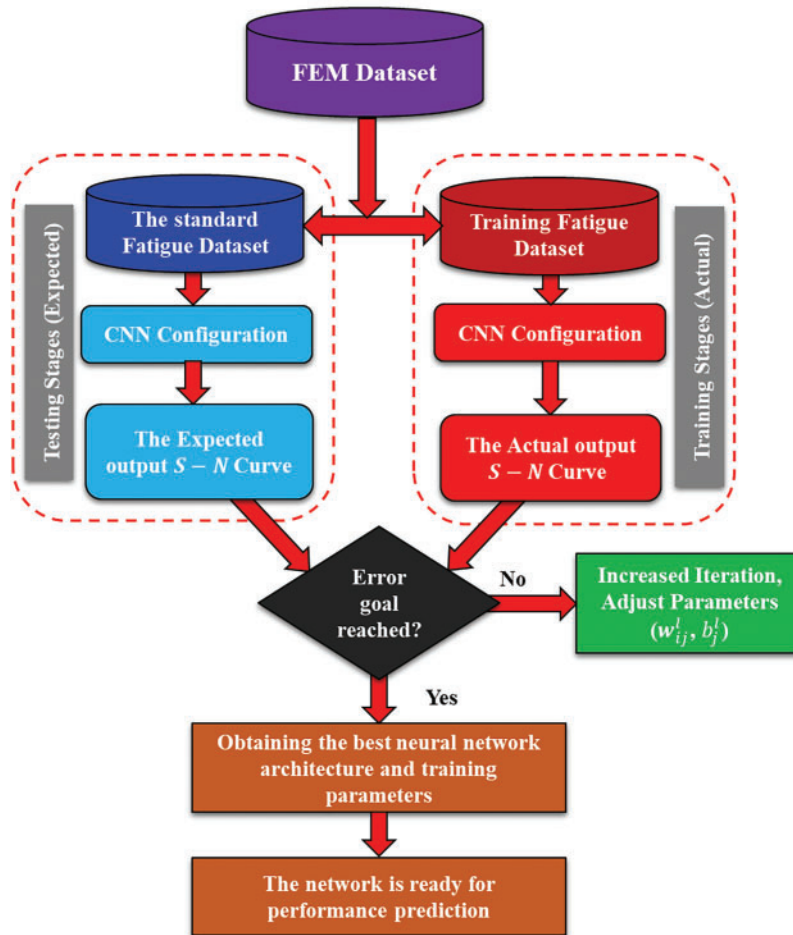 FEM Dataset
Testing Stages (Expected)
The standard
Fatigue Dataset
CNN Configuration
The Expected
output S − N Curve
Training Fatigue
Dataset
CNN Configuration
The Actual output
S − N Curve
Training Stages (Actual)
Error
goal
reached?
No
Increased Iteration,
Adjust Parameters
(w^l_{ij}, b^l_j)
Yes
Obtaining the best neural network
architecture and training
parameters
The network is ready for
performance prediction